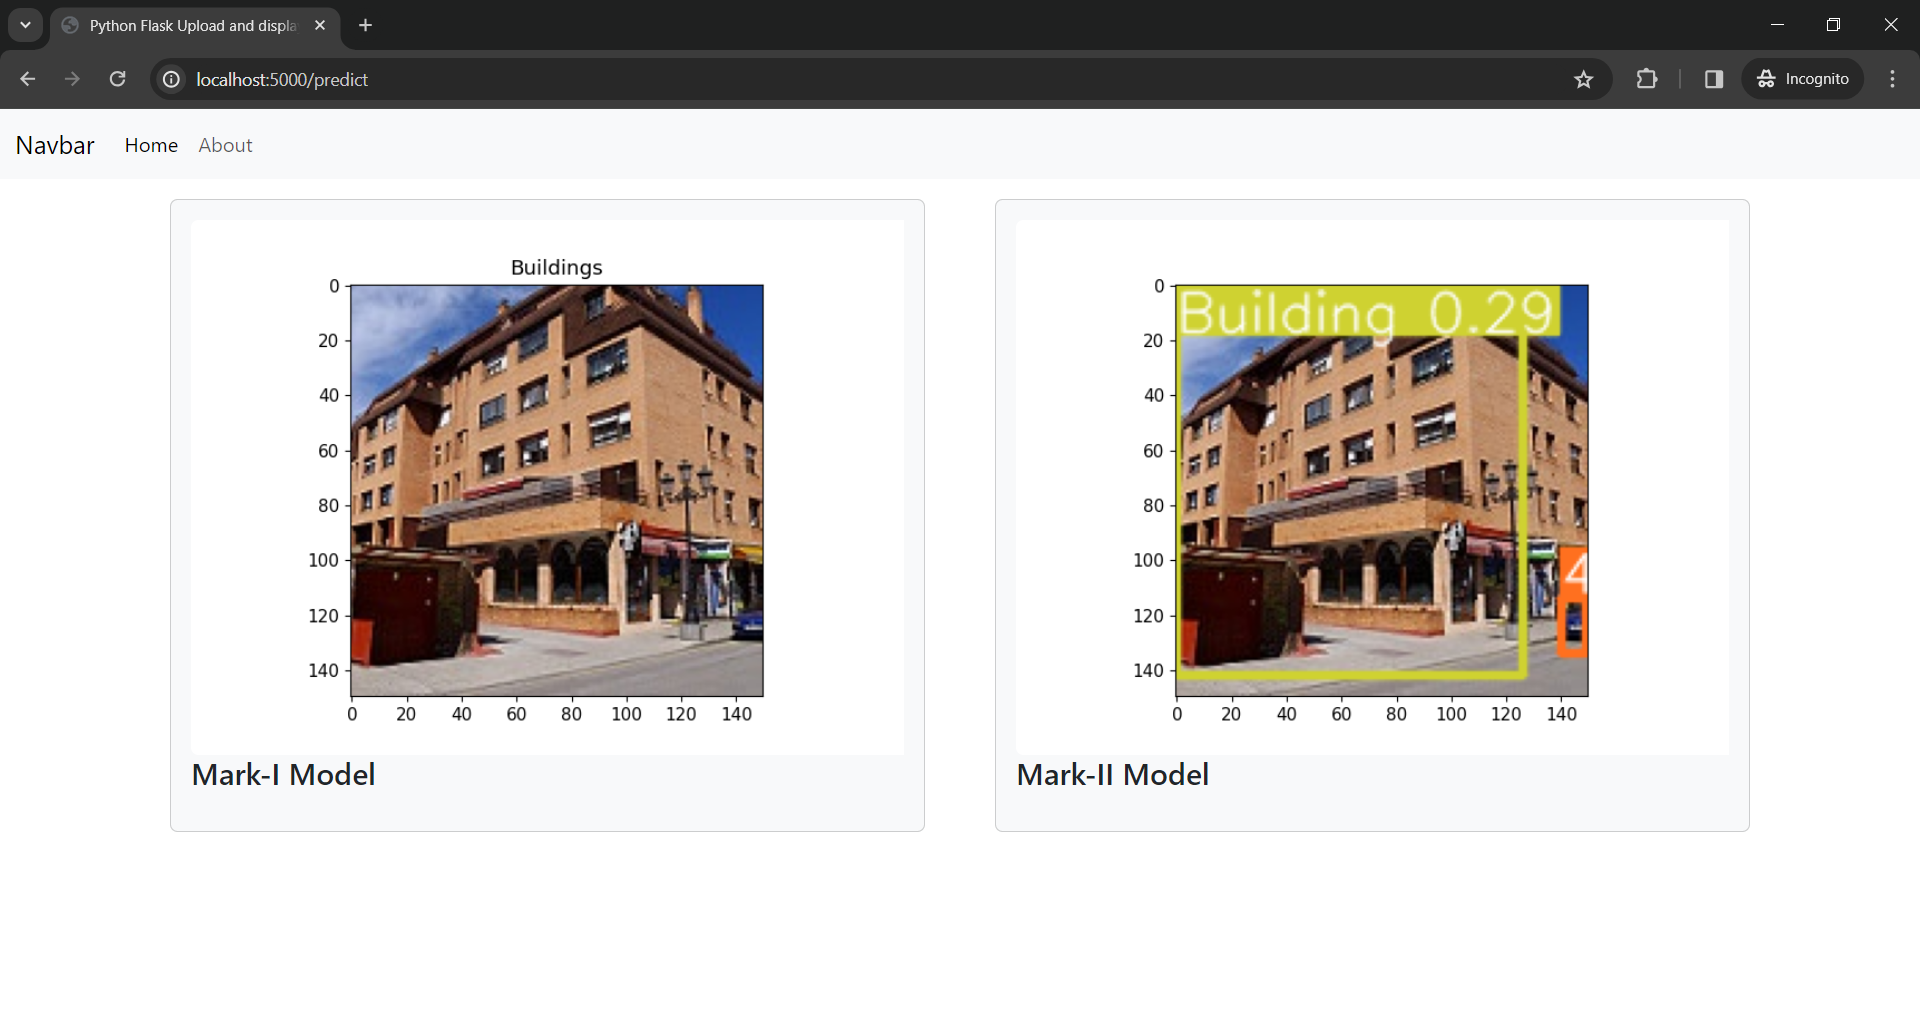 Python Flask Upload and displa
localhost:5000/predict
Incognito
Navbar Home About
Buildings
0
20
40
60
80
100
120
140
0 20 40 60 80 100 120 140
Mark-I Model
Building 0.29
4
0
20
40
60
80
100
120
140
0 20 40 60 80 100 120 140
Mark-II Model